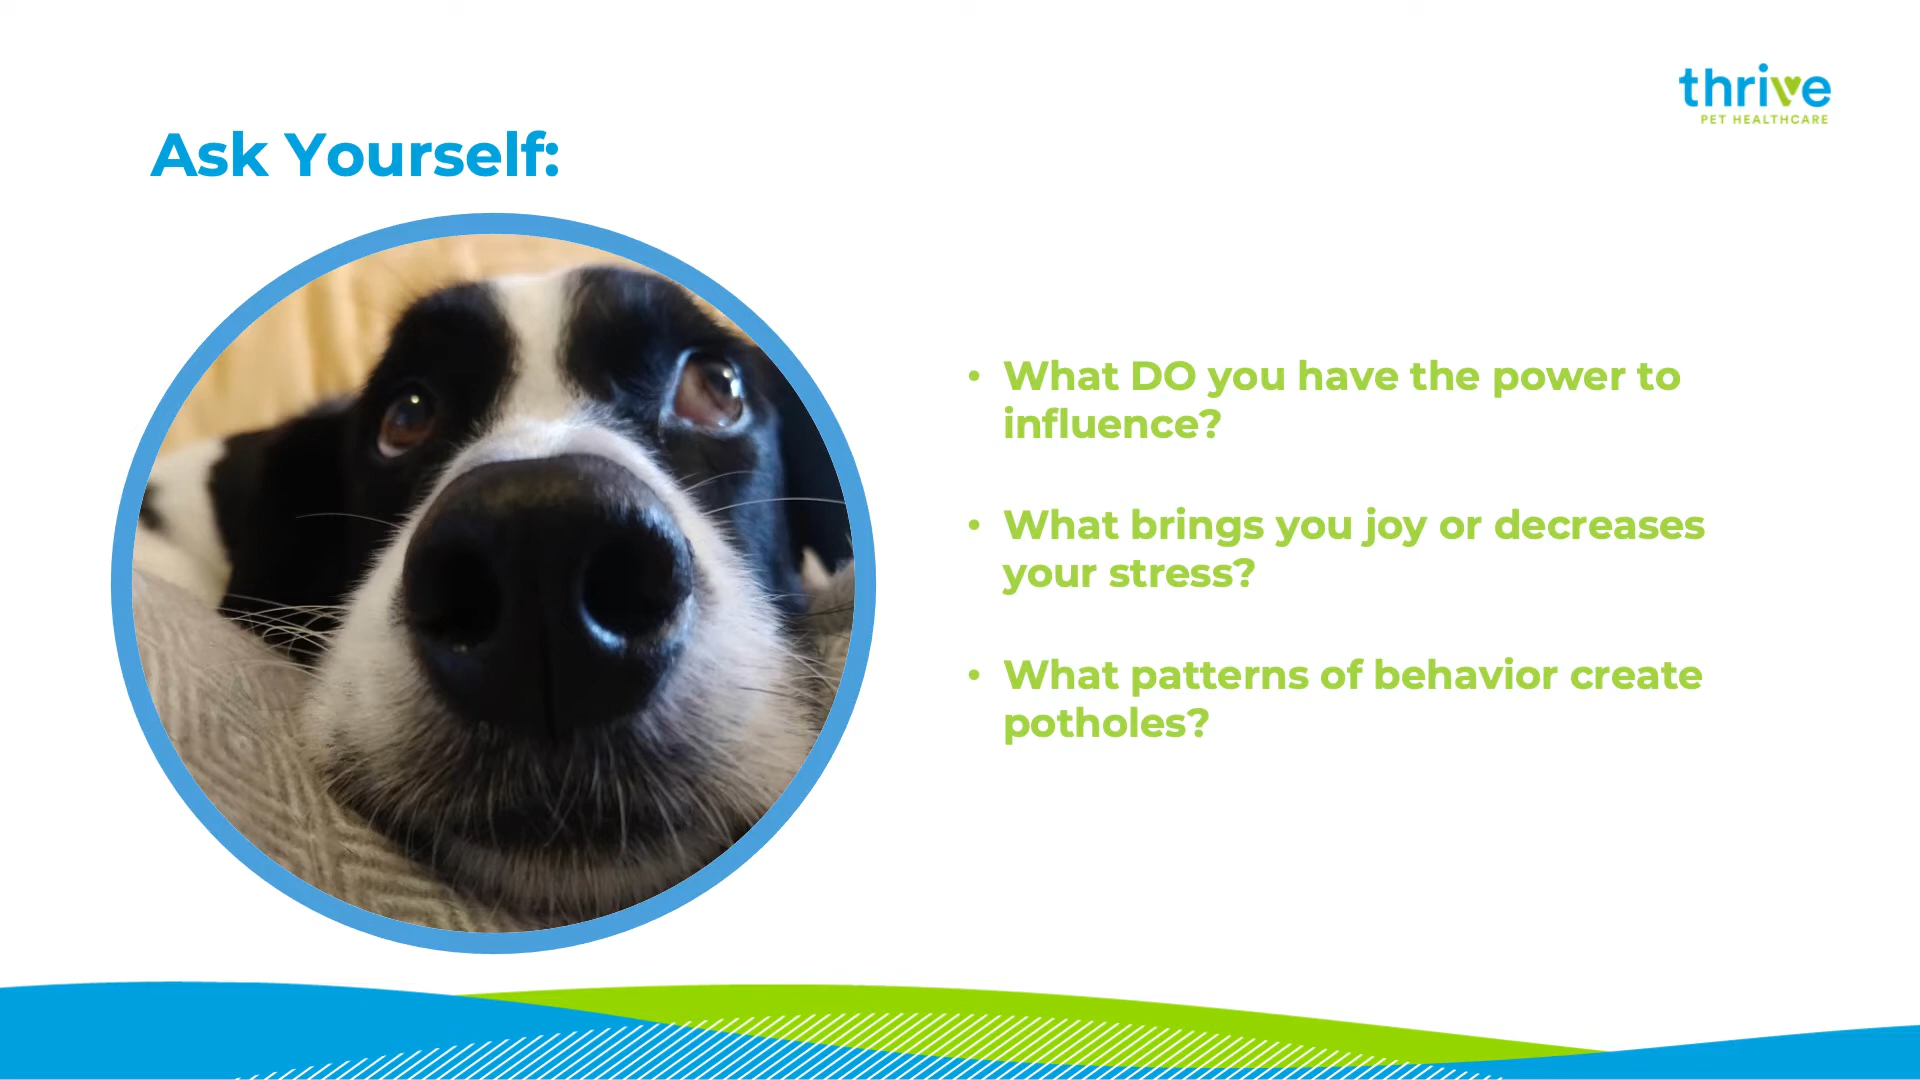 thrive
PET HEALTHCARE
Ask Yourself:
• What DO you have the power to
influence?
• What brings you joy or decreases
your stress?
• What patterns of behavior create
potholes?